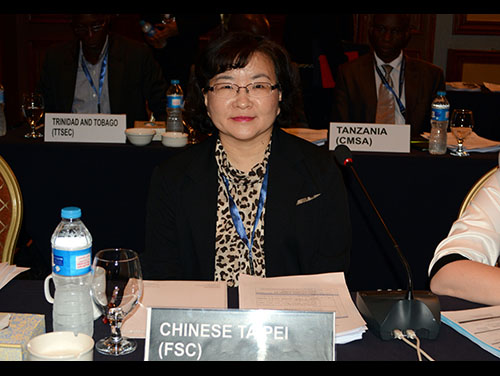 TRINIDAD AND TOBAGO
(TTSEC)
TANZANIA
(CMSA)
CHINESE TAIPEI
(FSC)